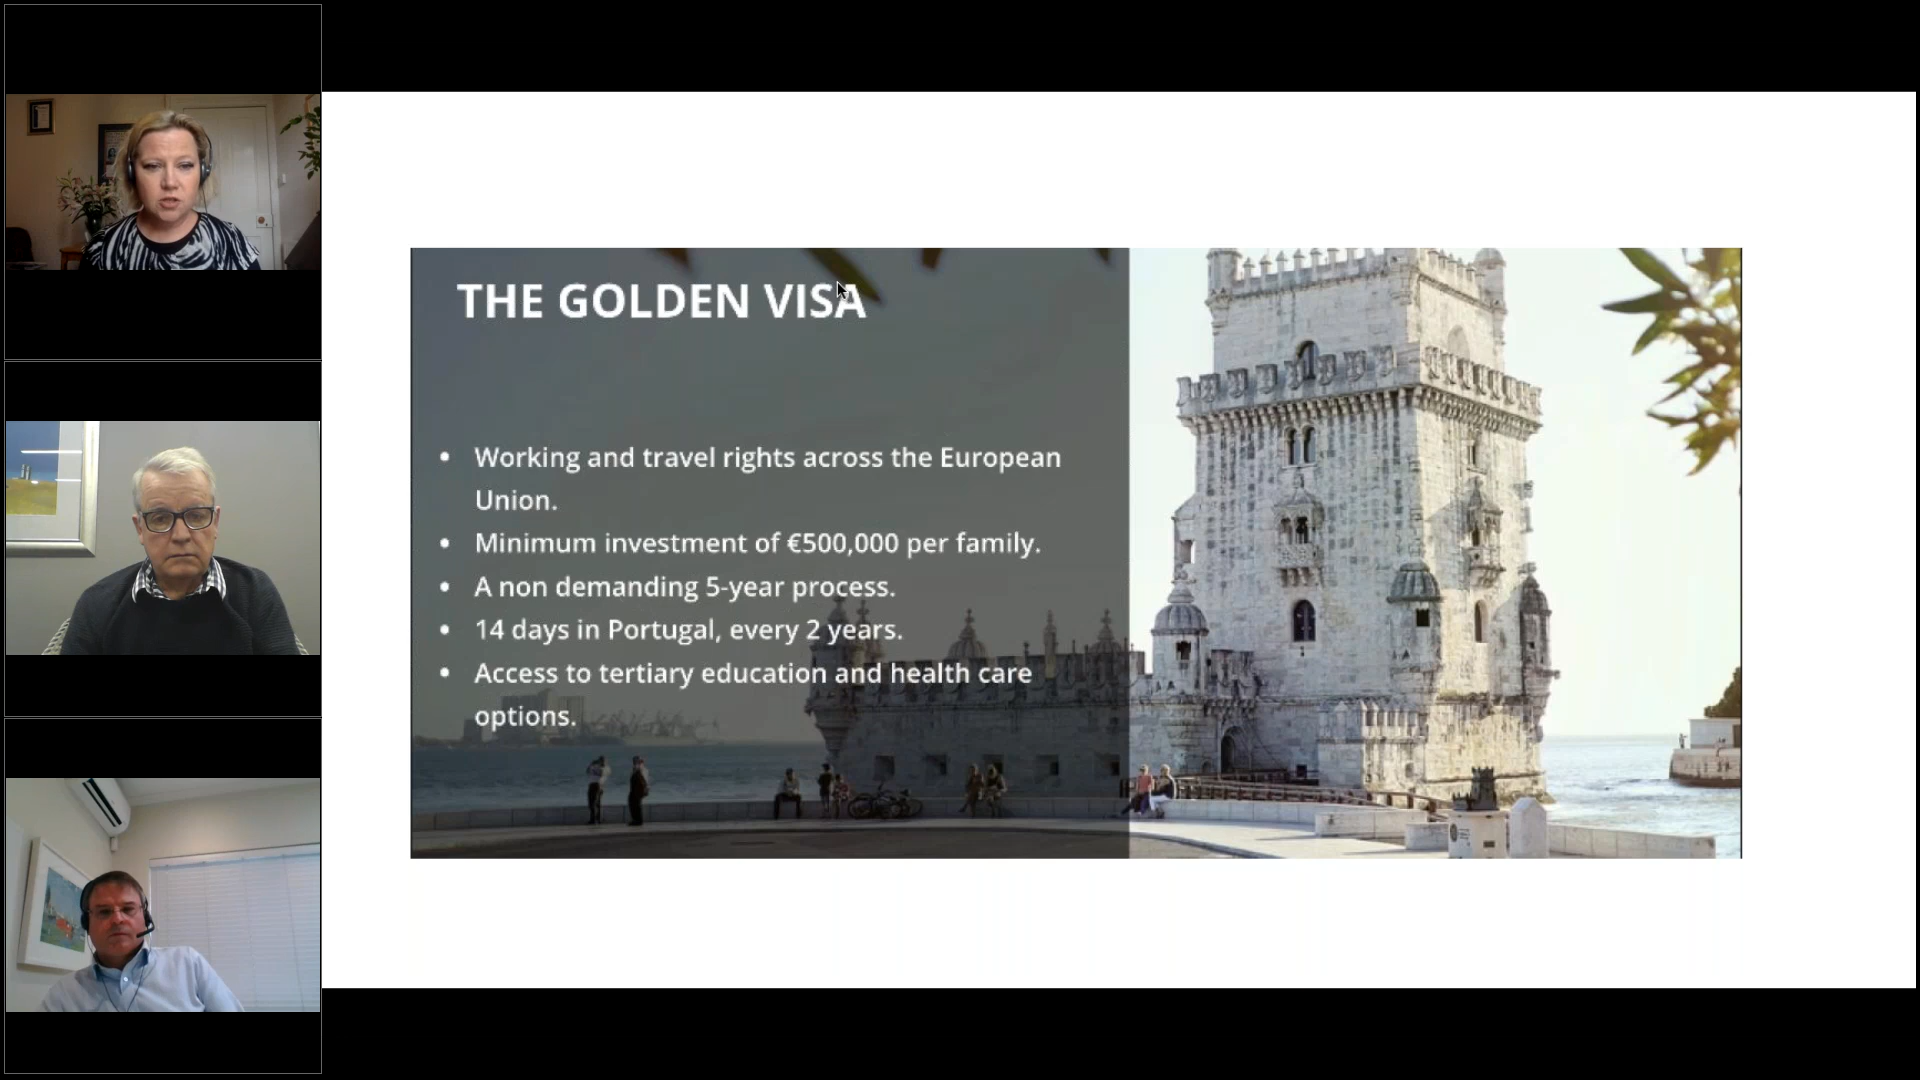 THE GOLDEN VISA
• Working and travel rights across the European
Union.
• Minimum investment of €500,000 per family.
• A non demanding 5-year process.
• 14 days in Portugal, every 2 years.
• Access to tertiary education and health care
options.